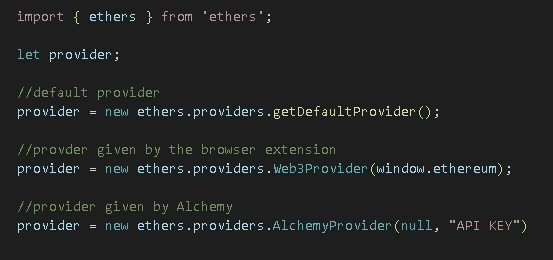 import { ethers } from 'ethers';
let provider;
//default provider
provider = new ethers.providers.getDefaultProvider();
//provder given by the browser extension
provider = new ethers.providers.Web3Provider(window.ethereum);
//provider given by Alchemy
provider = new ethers.providers.AlchemyProvider(null, "API KEY")